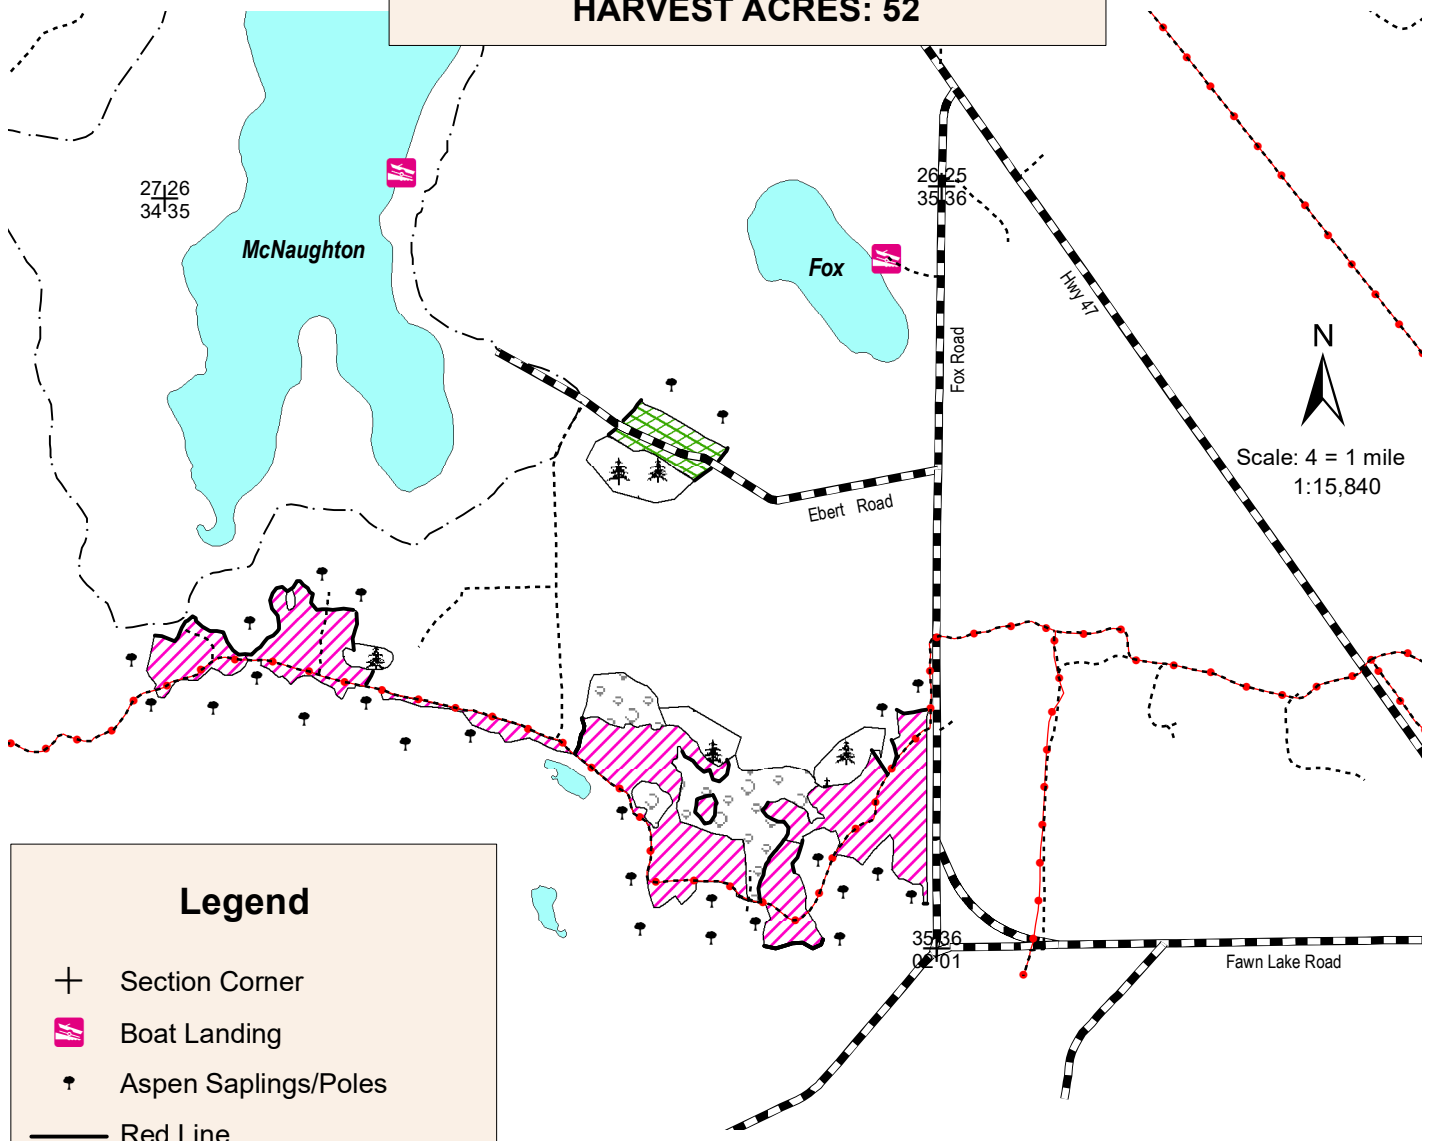 HARVEST ACRES: 52
27 26
34 35
McNaughton
26 25
35 36
Fox
Hwy 47
Fox Road
N
Scale: 4 = 1 mile
1:15,840
Ebert Road
35 36
02 01
Fawn Lake Road
Legend
Section Corner
Boat Landing
Aspen Saplings/Poles
Red Line